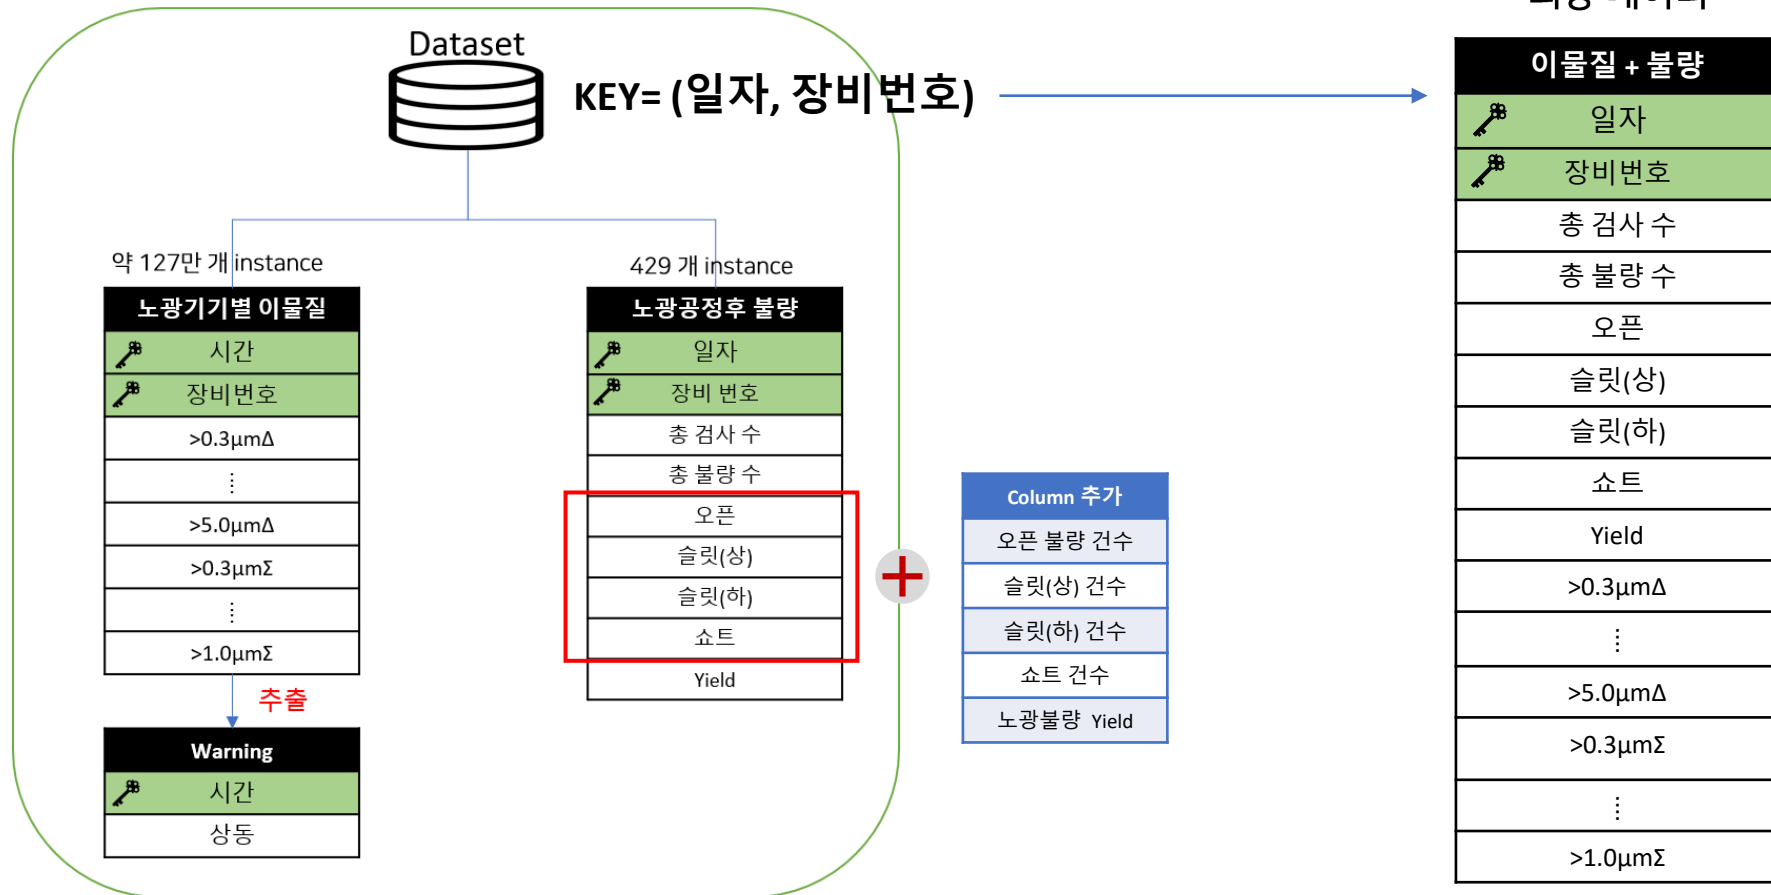 Dataset
KEY= (일자, 장비번호)
약 127만 개 instance
노광기기별 이물질
시간
장비번호
>0.3μmΔ
⋮
>5.0μmΔ
>0.3μmΣ
⋮
>1.0μmΣ
추출
Warning
시간
상동
429 개 instance
노광공정후 불량
일자
장비 번호
총 검사 수
총 불량 수
오픈
슬릿(상)
슬릿(하)
쇼트
Yield
Column 추가
오픈 불량 건수
슬릿(상) 건수
슬릿(하) 건수
쇼트 건수
노광불량 Yield
이물질 + 불량
일자
장비번호
총 검사 수
총 불량 수
오픈
슬릿(상)
슬릿(하)
쇼트
Yield
>0.3μmΔ
⋮
>5.0μmΔ
>0.3μmΣ
⋮
>1.0μmΣ